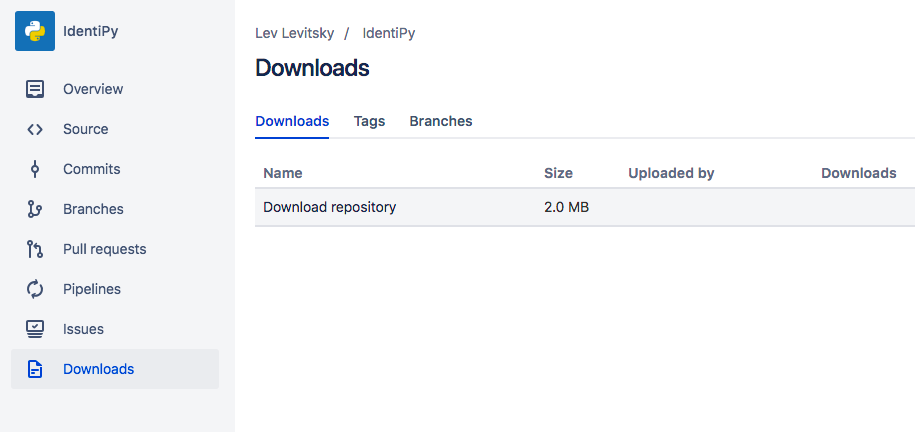 IdentiPy
Overview
Source
Commits
Branches
Pull requests
Pipelines
Issues
Downloads
Lev Levitsky / IdentiPy
Downloads
Downloads Tags Branches
Name Size Uploaded by Downloads
Download repository 2.0 MB